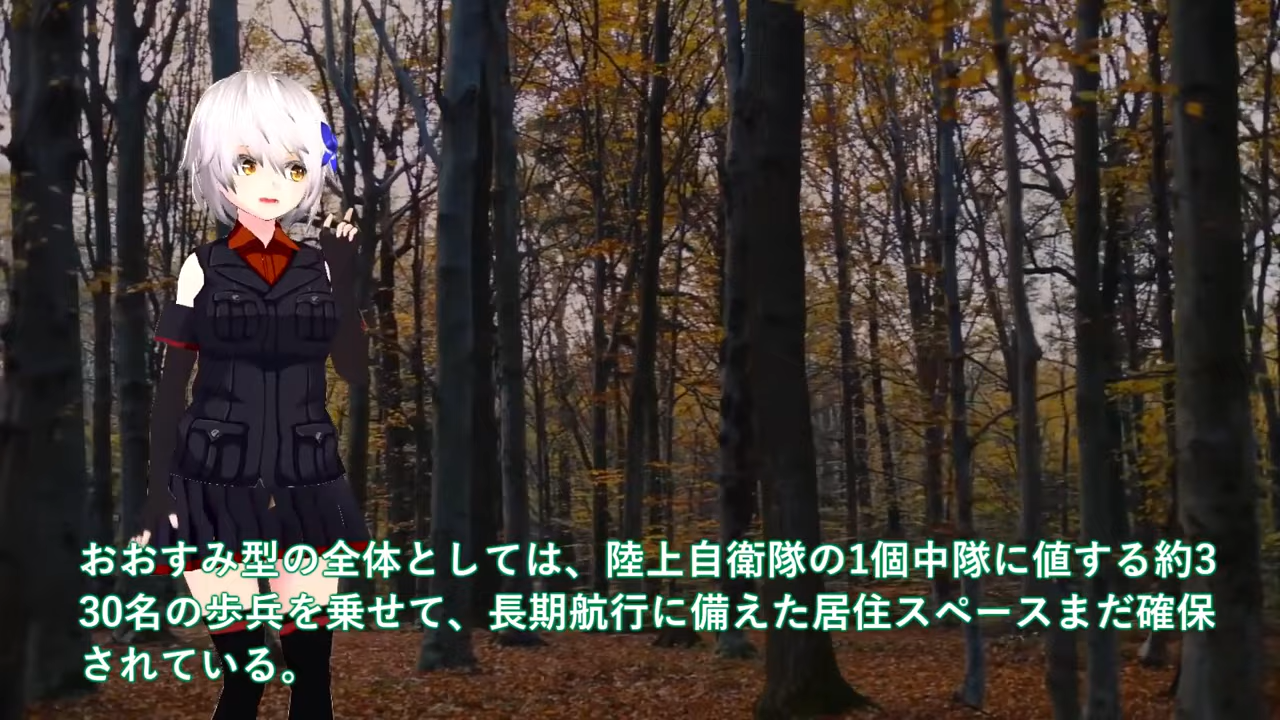 おおすみ型の全体としては、陸上自衛隊の1個中隊に値する約3
30名の歩兵を乗せて、長期航行に備えた居住スペースまだ確保
されている。